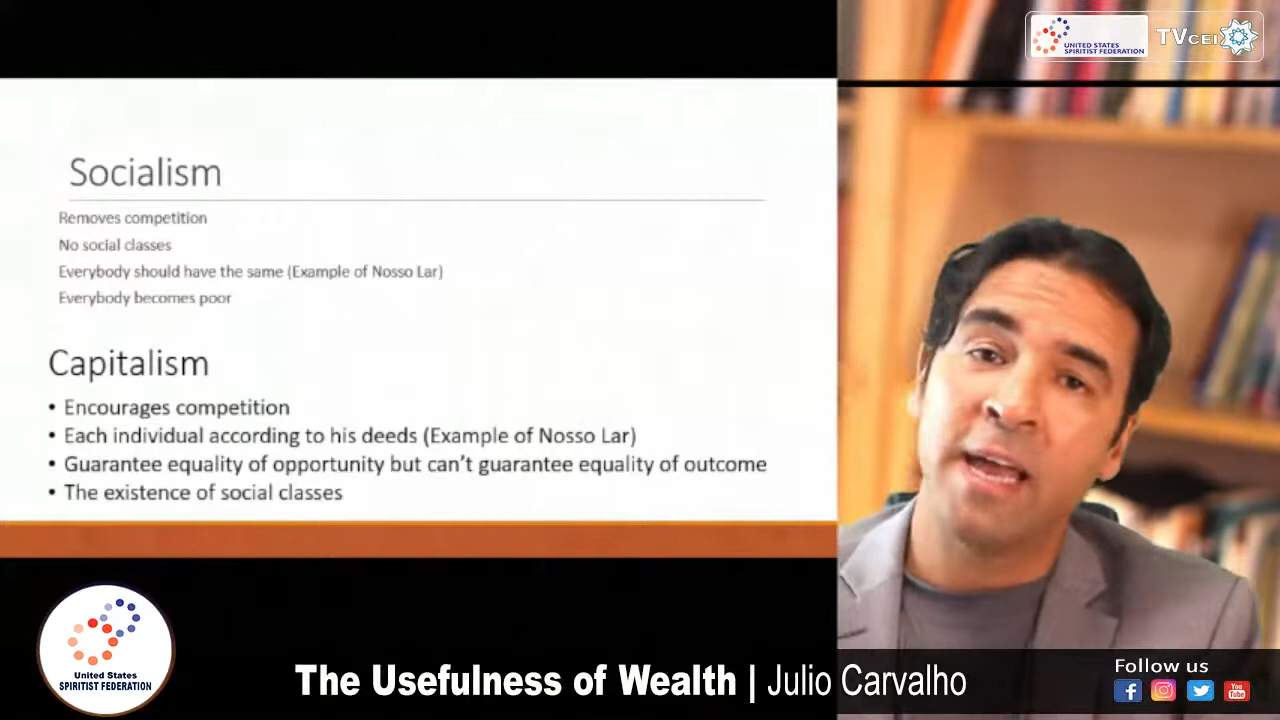 UNITED STATES
SPIRITIST FEDERATION
TVCEI
Socialism
Removes competition
No social classes
Everybody should have the same (Example of Nosso Lar)
Everybody becomes poor
Capitalism
• Encourages competition
• Each individual according to his deeds (Example of Nosso Lar)
• Guarantee equality of opportunity but can't guarantee equality of outcome
• The existence of social classes
United States
SPIRITIST FEDERATION
The Usefulness of Wealth | Julio Carvalho
Follow us
You
Tube